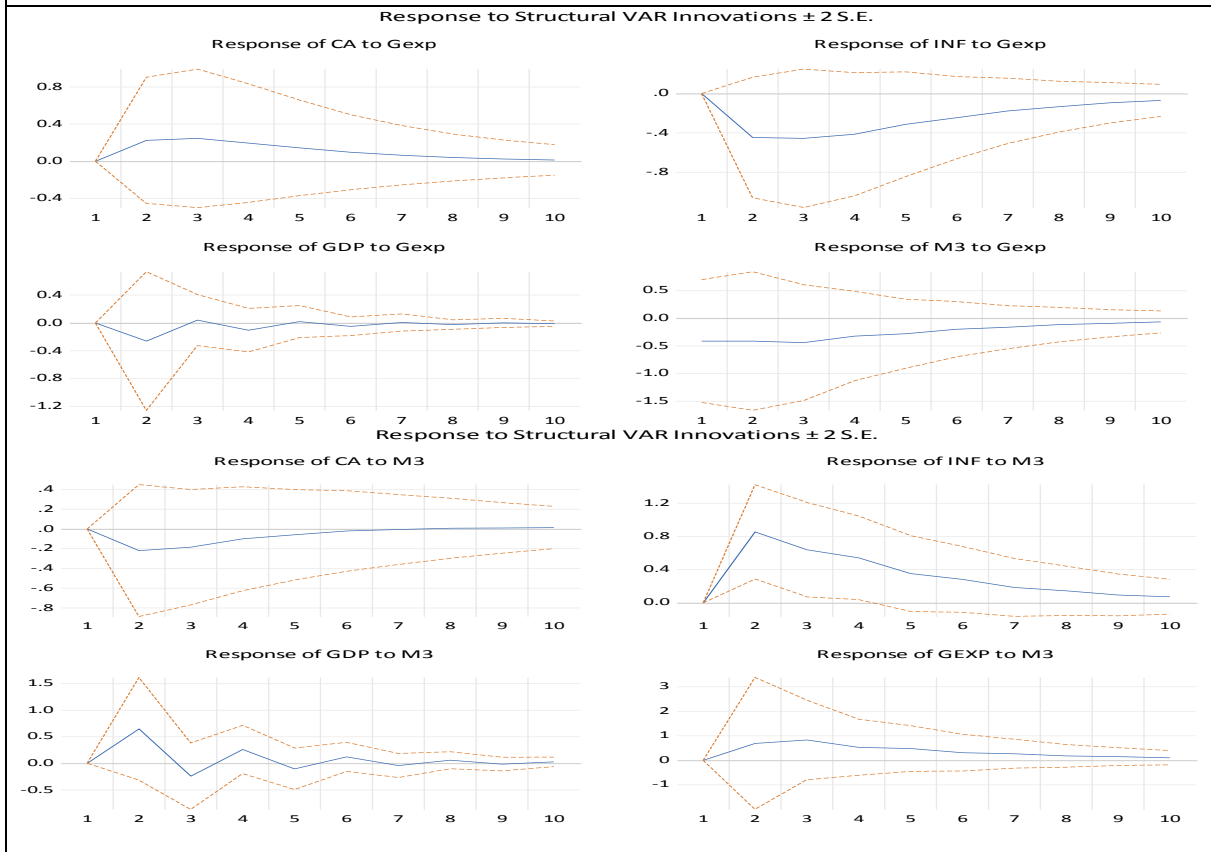 Response to Structural VAR Innovations ± 2 S.E.
Response of CA to Gexp
0.8
0.4
0.0
-0.4
1 2 3 4 5 6 7 8 9 10
Response of INF to Gexp
.0
-.4
-.8
1 2 3 4 5 6 7 8 9 10
Response of GDP to Gexp
0.4
0.0
-0.4
-0.8
-1.2
1 2 3 4 5 6 7 8 9 10
Response of M3 to Gexp
0.5
0.0
-0.5
-1.0
-1.5
1 2 3 4 5 6 7 8 9 10
Response to Structural VAR Innovations ± 2 S.E.
Response of CA to M3
.4
.2
.0
-.2
-.4
-.6
-.8
1 2 3 4 5 6 7 8 9 10
Response of INF to M3
1.2
0.8
0.4
0.0
1 2 3 4 5 6 7 8 9 10
Response of GDP to M3
1.5
1.0
0.5
0.0
-0.5
1 2 3 4 5 6 7 8 9 10
Response of GEXP to M3
3
2
1
0
-1
1 2 3 4 5 6 7 8 9 10